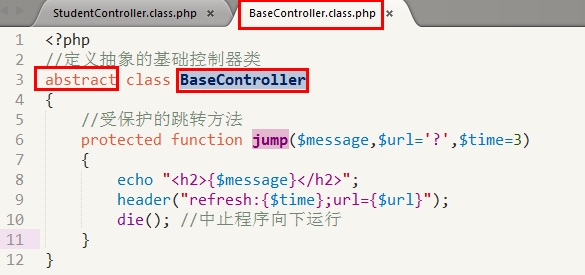 StudentController.class.php × BaseController.class.php ×
1 <?php
2 //定义抽象的基础控制器类
3 abstract class BaseController
4 {
5     //受保护的跳转方法
6     protected function jump($message,$url='?',$time=3)
7     {
8         echo "<h2>{$message}</h2>";
9         header("refresh:{$time};url={$url}");
10         die(); //中止程序向下运行
11     }
12 }